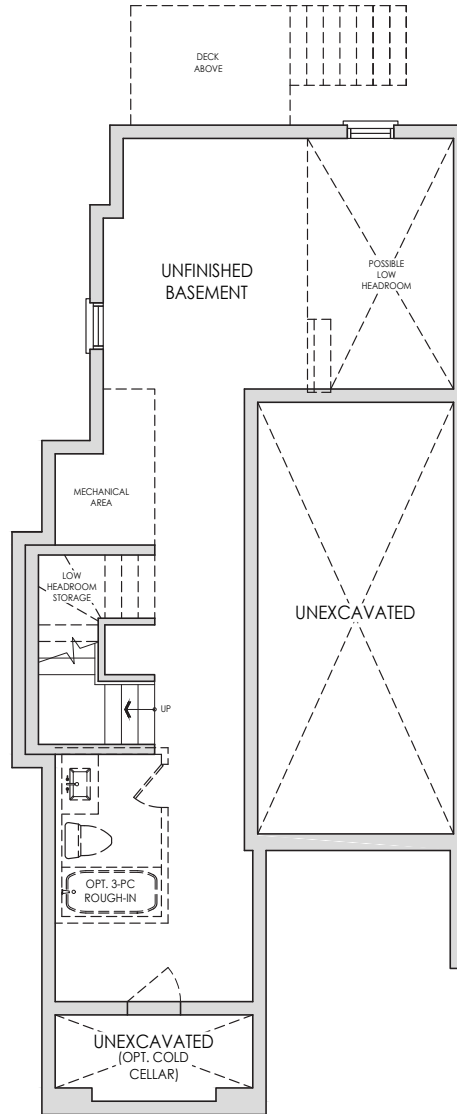 DECK
ABOVE
UNFINISHED
BASEMENT
POSSIBLE
LOW
HEADROOM
MECHANICAL
AREA
LOW
HEADROOM
STORAGE
UNEXCAVATED
UP
OPT. 3-PC
ROUGH-IN
UNEXCAVATED
(OPT. COLD
CELLAR)